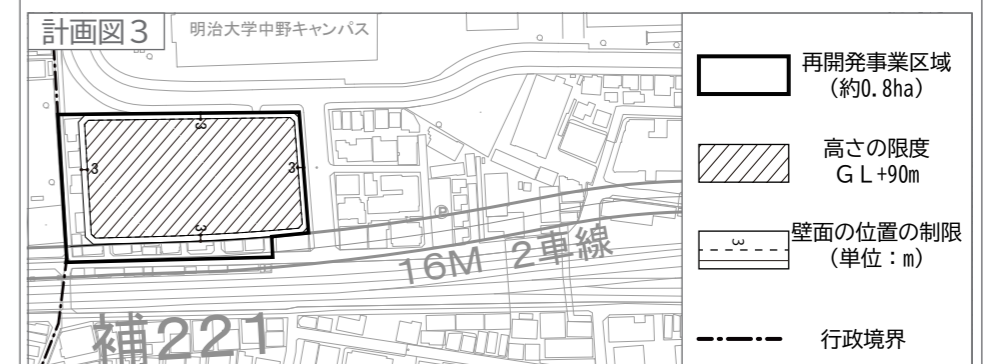 計画図3
明治大学中野キャンパス
3
3
3
3
P
16M 2車線
補221
再開発事業区域
(約0.8ha)
高さの限度
GL+90m
3
壁面の位置の制限
(単位:m)
行政境界